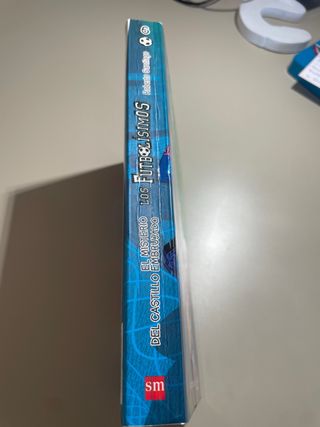 Roberto Santiago
LOS FUTBOLÍSIMOS
EL MISTERIO
DEL CASTILLO EMBRUJADO
sm